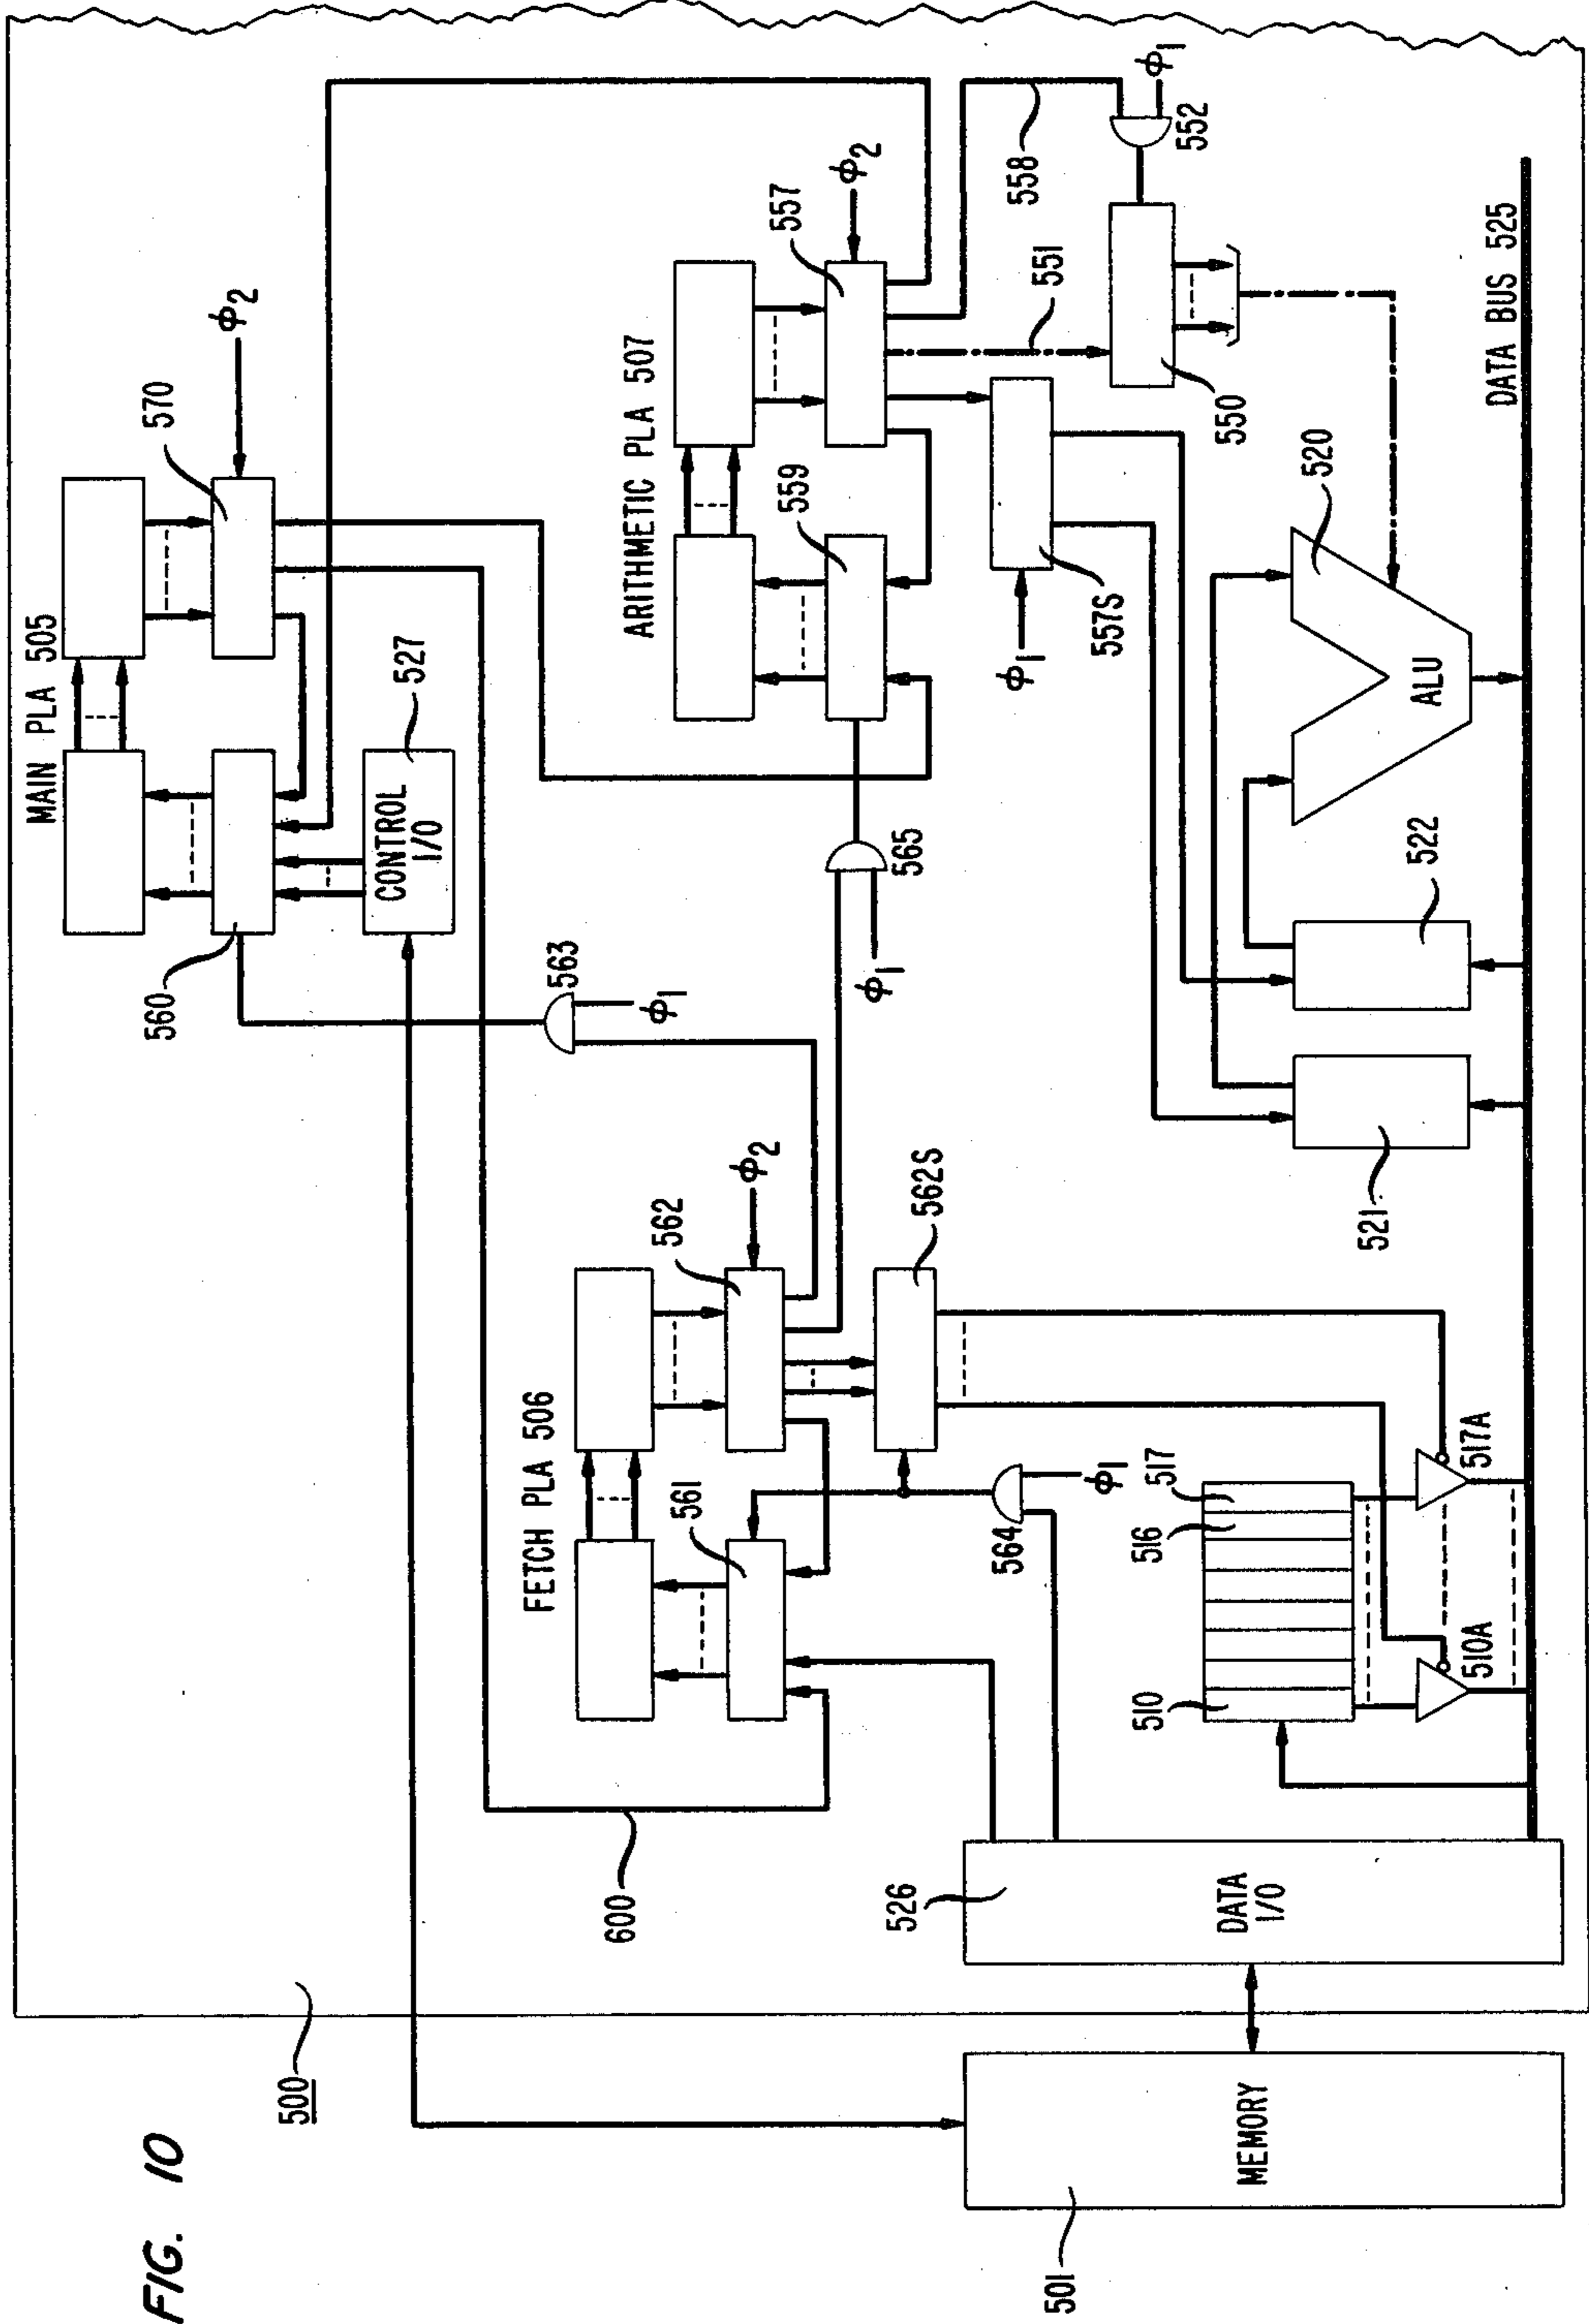 FIG. 10
500
501
MEMORY
526
DATA
I/O
600
MAIN PLA 505
560
570
ϕ2
CONTROL
I/O
527
563
ϕ1
FETCH PLA 506
561
562
ϕ2
562S
564
ϕ1
510
516
517
510A
517A
565
ϕ1
ARITHMETIC PLA 507
559
557
ϕ2
557S
ϕ1
551
558
552
ϕ1
550
521
522
520
ALU
DATA BUS 525